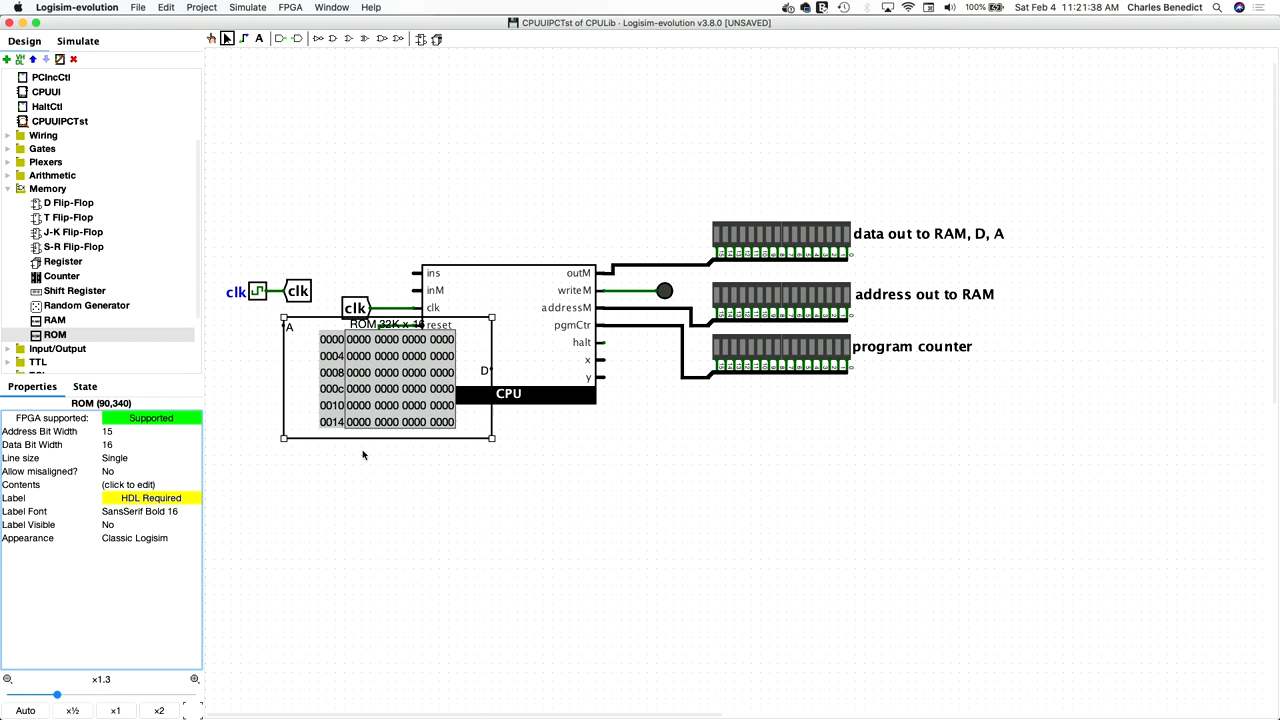 Logisim-evolution File Edit Project Simulate FPGA Window Help 100% Sat Feb 4 11:21:38 AM Charles Benedict
CPUUIPCTst of CPULib · Logisim-evolution v3.8.0 [UNSAVED]
Design Simulate
A
VH DL
PCIncCtl
CPUUI
HaltCtl
CPUUIPCTst
Wiring
Gates
Plexers
Arithmetic
Memory
D Flip-Flop
T Flip-Flop
J-K Flip-Flop
S-R Flip-Flop
Register
Counter
Shift Register
Random Generator
RAM
ROM
Input/Output
TTL
Properties State
ROM (90,340)
FPGA supported: Supported
Address Bit Width 15
Data Bit Width 16
Line size Single
Allow misaligned? No
Contents (click to edit)
Label HDL Required
Label Font SansSerif Bold 16
Label Visible No
Appearance Classic Logisim
x1.3
Auto x½ x1 x2
data out to RAM, D, A
address out to RAM
program counter
clk clk
clk
ins outM
inM writeM
clk addressM
reset pgmCtr
halt
x
y
CPU
A ROM 32K x 16
D
0000 0000 0000 0000 0000
0004 0000 0000 0000 0000
0008 0000 0000 0000 0000
000c 0000 0000 0000 0000
0010 0000 0000 0000 0000
0014 0000 0000 0000 0000